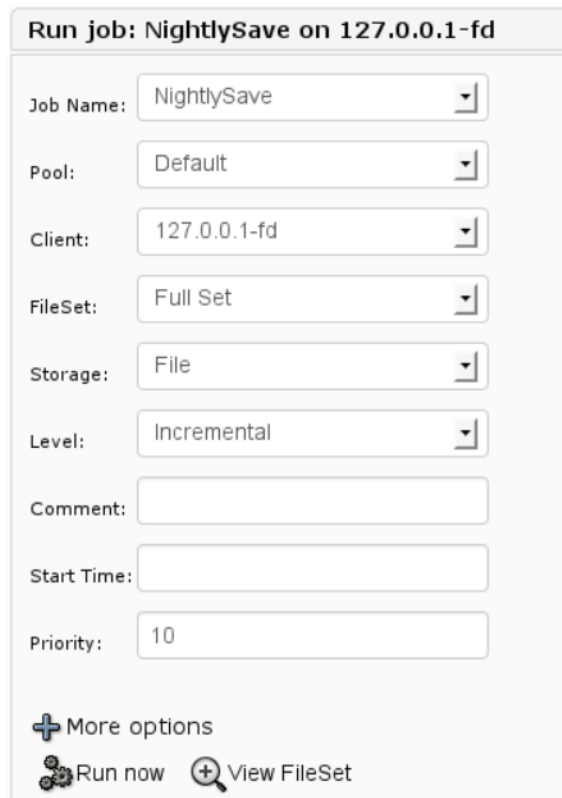 Run job: NightlySave on 127.0.0.1-fd
Job Name: NightlySave
Pool: Default
Client: 127.0.0.1-fd
FileSet: Full Set
Storage: File
Level: Incremental
Comment:
Start Time:
Priority: 10
More options
Run now View FileSet